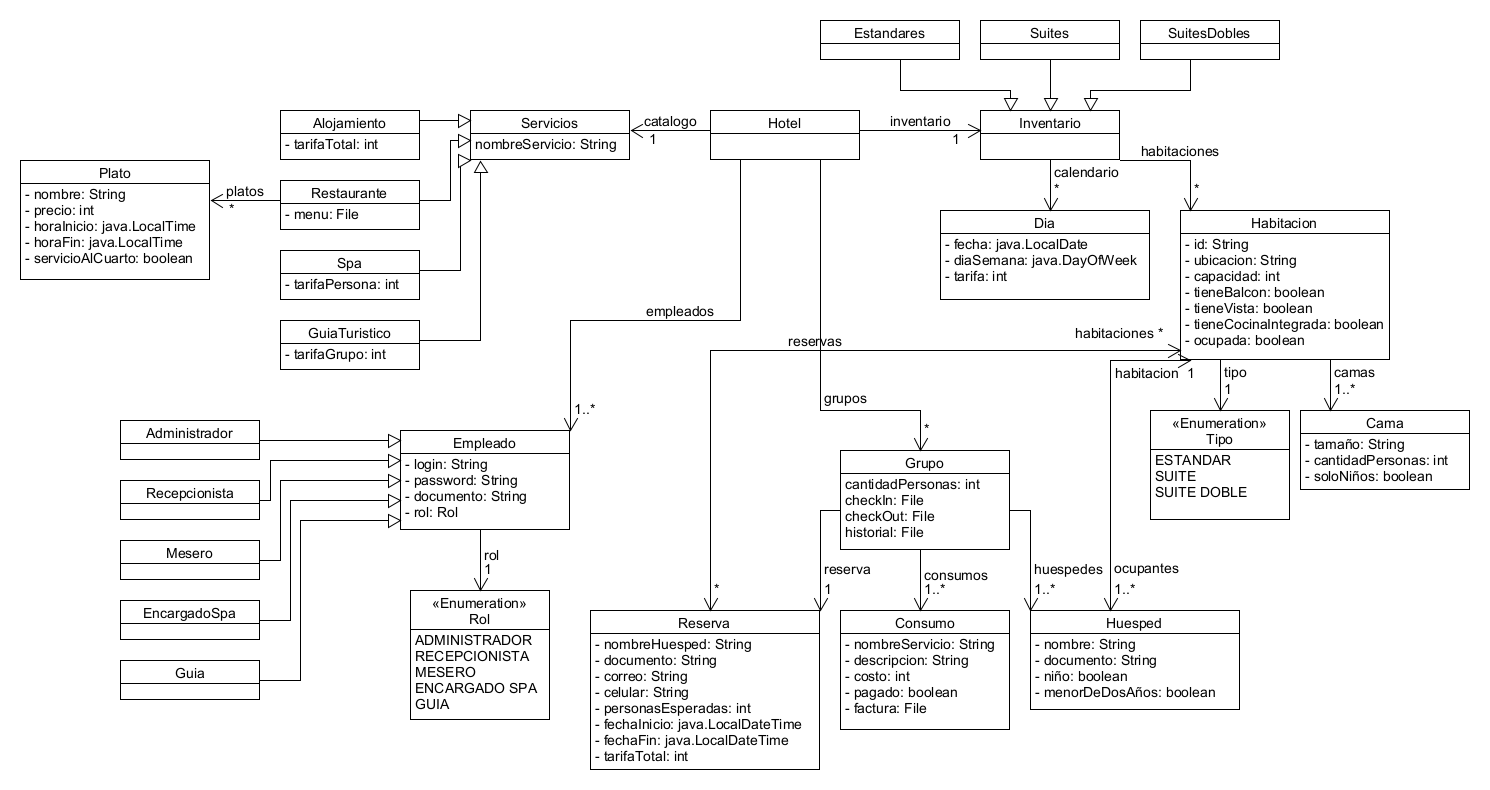 Estandares
Suites
SuitesDobles
Alojamiento
- tarifaTotal: int
Servicios
nombreServicio: String
catalogo
1
Hotel
inventario
1
Inventario
habitaciones
*
calendario
*
Plato
- nombre: String
- precio: int
- horaInicio: java.LocalTime
- horaFin: java.LocalTime
- servicioAlCuarto: boolean
platos
*
Restaurante
- menu: File
Spa
- tarifaPersona: int
GuiaTuristico
- tarifaGrupo: int
Dia
- fecha: java.LocalDate
- diaSemana: java.DayOfWeek
- tarifa: int
Habitacion
- id: String
- ubicacion: String
- capacidad: int
- tieneBalcon: boolean
- tieneVista: boolean
- tieneCocinaIntegrada: boolean
- ocupada: boolean
empleados
1..*
reservas
habitaciones *
habitacion 1
tipo
1
camas
1..*
grupos
*
«Enumeration»
Tipo
ESTANDAR
SUITE
SUITE DOBLE
Cama
- tamaño: String
- cantidadPersonas: int
- soloNiños: boolean
Administrador
Recepcionista
Mesero
EncargadoSpa
Guia
Empleado
- login: String
- password: String
- documento: String
- rol: Rol
rol
1
«Enumeration»
Rol
ADMINISTRADOR
RECEPCIONISTA
MESERO
ENCARGADO SPA
GUIA
Grupo
cantidadPersonas: int
checkIn: File
checkOut: File
historial: File
*
reserva
1
consumos
1..*
huespedes
1..*
ocupantes
1..*
Reserva
- nombreHuesped: String
- documento: String
- correo: String
- celular: String
- personasEsperadas: int
- fechaInicio: java.LocalDateTime
- fechaFin: java.LocalDateTime
- tarifaTotal: int
Consumo
- nombreServicio: String
- descripcion: String
- costo: int
- pagado: boolean
- factura: File
Huesped
- nombre: String
- documento: String
- niño: boolean
- menorDeDosAños: boolean